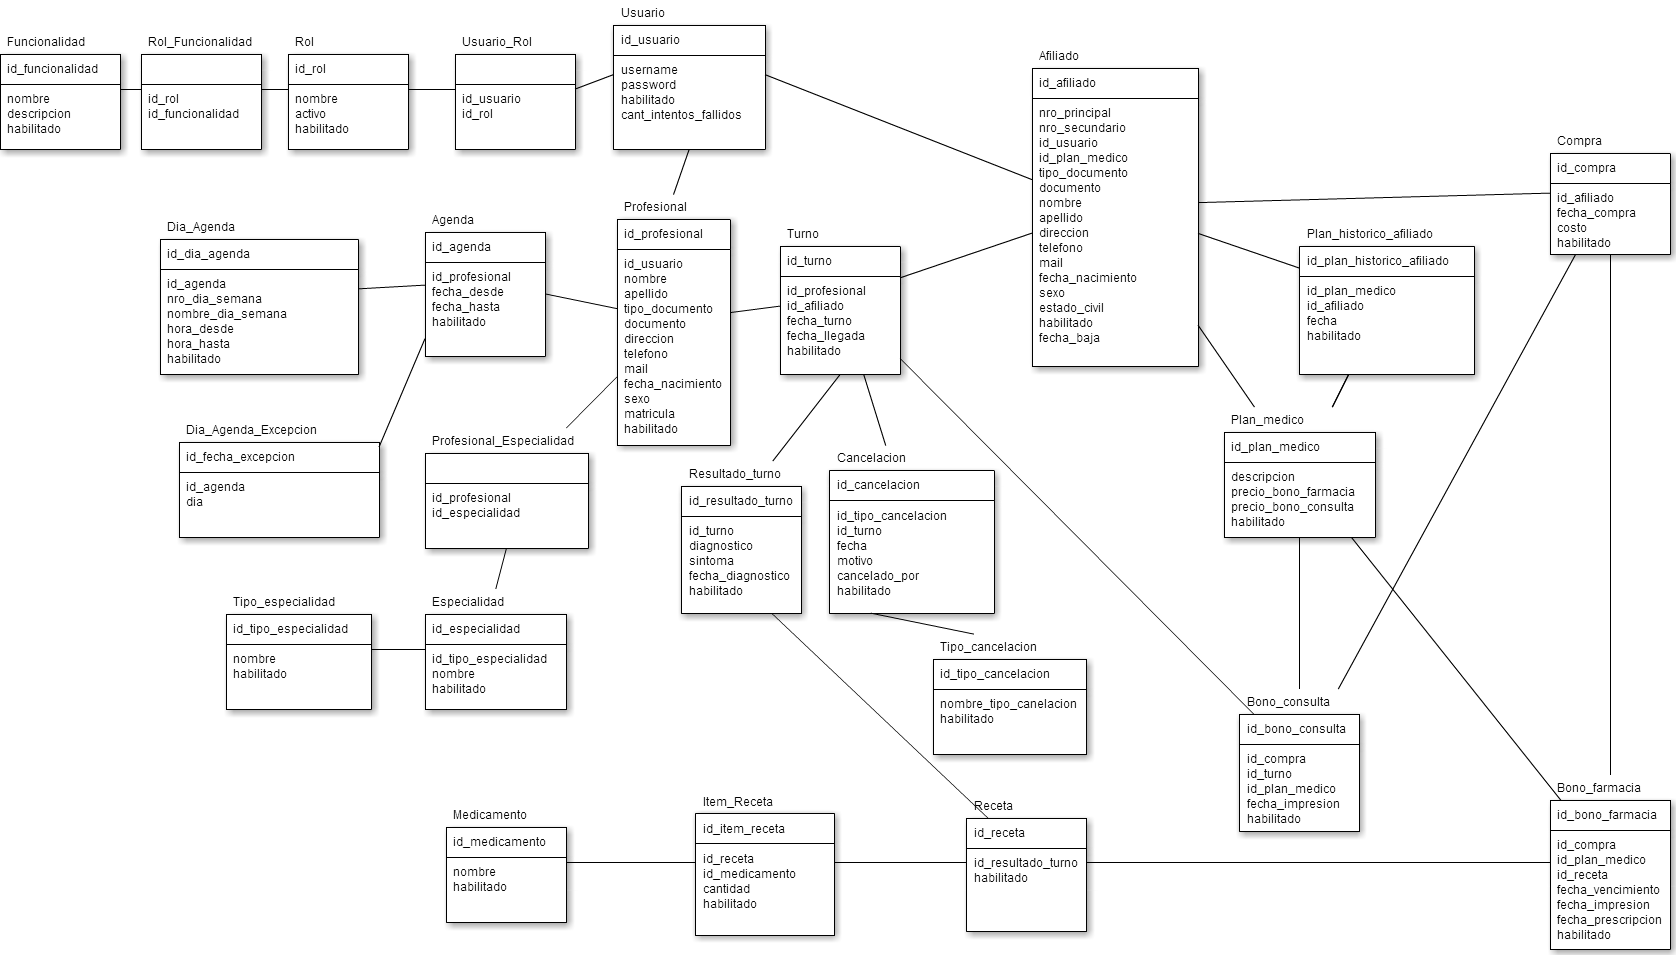 Funcionalidad
id_funcionalidad
nombre
descripcion
habilitado
Rol_Funcionalidad
id_rol
id_funcionalidad
Rol
id_rol
nombre
activo
habilitado
Usuario_Rol
id_usuario
id_rol
Usuario
id_usuario
username
password
habilitado
cant_intentos_fallidos
Afiliado
id_afiliado
nro_principal
nro_secundario
id_usuario
id_plan_medico
tipo_documento
documento
nombre
apellido
direccion
telefono
mail
fecha_nacimiento
sexo
estado_civil
habilitado
fecha_baja
Compra
id_compra
id_afiliado
fecha_compra
costo
habilitado
Dia_Agenda
id_dia_agenda
id_agenda
nro_dia_semana
nombre_dia_semana
hora_desde
hora_hasta
habilitado
Agenda
id_agenda
id_profesional
fecha_desde
fecha_hasta
habilitado
Profesional
id_profesional
id_usuario
nombre
apellido
tipo_documento
documento
direccion
telefono
mail
fecha_nacimiento
sexo
matricula
habilitado
Turno
id_turno
id_profesional
id_afiliado
fecha_turno
fecha_llegada
habilitado
Plan_historico_afiliado
id_plan_historico_afiliado
id_plan_medico
id_afiliado
fecha
habilitado
Dia_Agenda_Excepcion
id_fecha_excepcion
id_agenda
dia
Profesional_Especialidad
id_profesional
id_especialidad
Resultado_turno
id_resultado_turno
id_turno
diagnostico
sintoma
fecha_diagnostico
habilitado
Cancelacion
id_cancelacion
id_tipo_cancelacion
id_turno
fecha
motivo
cancelado_por
habilitado
Plan_medico
id_plan_medico
descripcion
precio_bono_farmacia
precio_bono_consulta
habilitado
Tipo_especialidad
id_tipo_especialidad
nombre
habilitado
Especialidad
id_especialidad
id_tipo_especialidad
nombre
habilitado
Tipo_cancelacion
id_tipo_cancelacion
nombre_tipo_canelacion
habilitado
Bono_consulta
id_bono_consulta
id_compra
id_turno
id_plan_medico
fecha_impresion
habilitado
Medicamento
id_medicamento
nombre
habilitado
Item_Receta
id_item_receta
id_receta
id_medicamento
cantidad
habilitado
Receta
id_receta
id_resultado_turno
habilitado
Bono_farmacia
id_bono_farmacia
id_compra
id_plan_medico
id_receta
fecha_vencimiento
fecha_impresion
fecha_prescripcion
habilitado